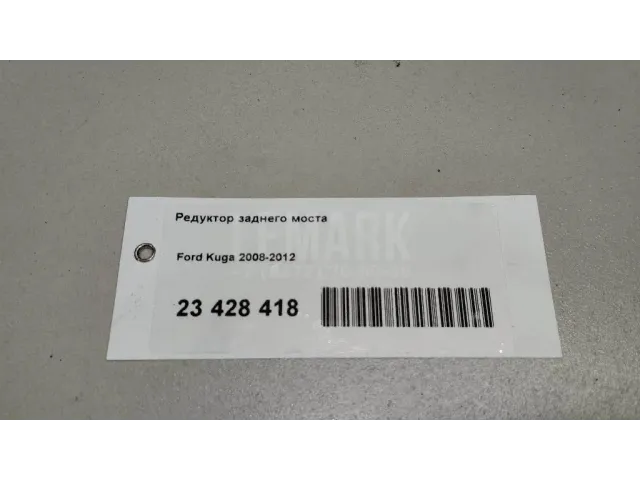 Редуктор заднего моста
Ford Kuga 2008-2012
23 428 418